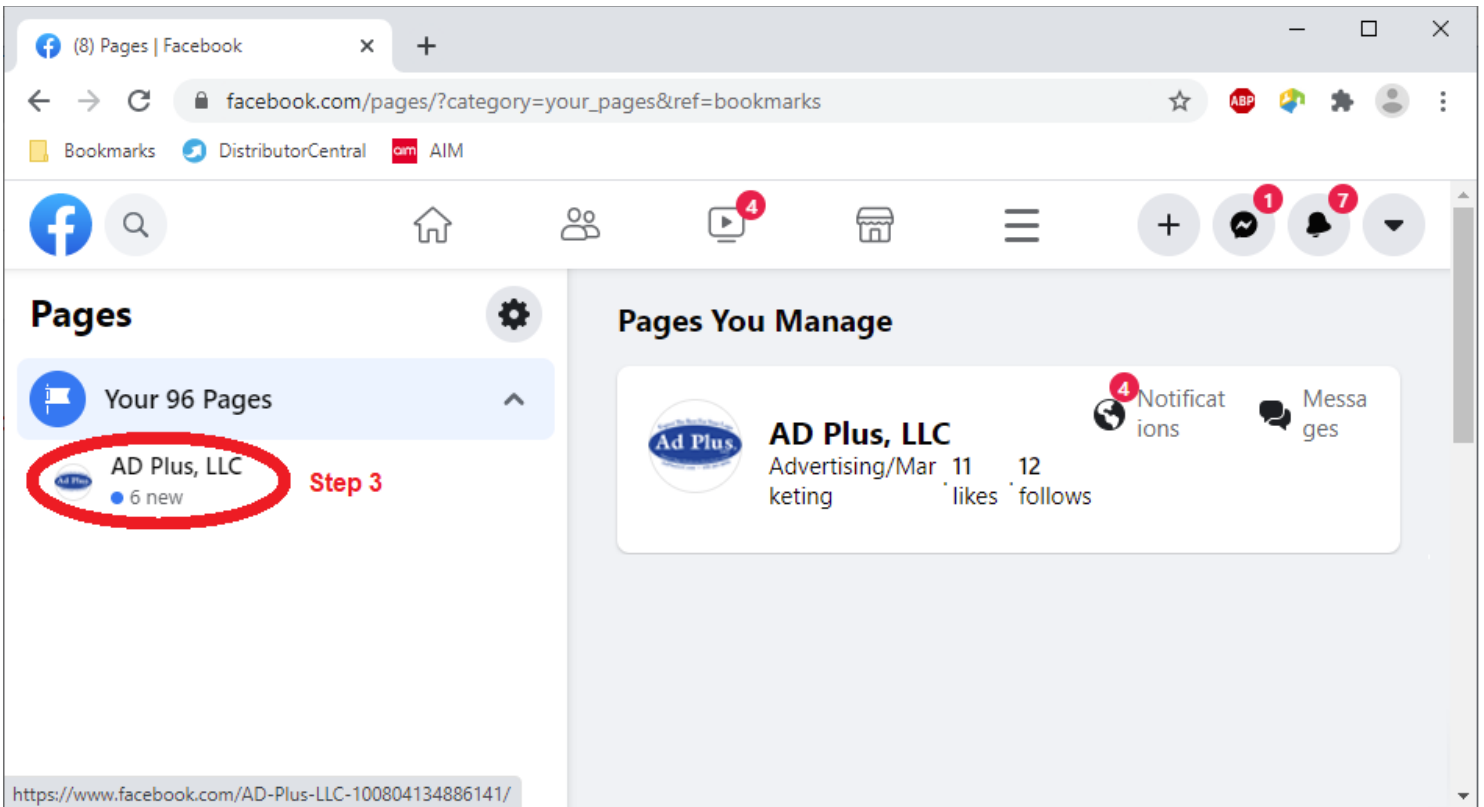 (8) Pages | Facebook
facebook.com/pages/?category=your_pages&ref=bookmarks
ABP
Bookmarks
DistributorCentral
aim
AIM
4
1
7
Pages
Your 96 Pages
Ad Plus
AD Plus, LLC
6 new
Step 3
Pages You Manage
Ad Plus.
AD Plus, LLC
Advertising/Mar
keting
·
11
likes
·
12
follows
4
Notificat
ions
Messa
ges
https://www.facebook.com/AD-Plus-LLC-100804134886141/